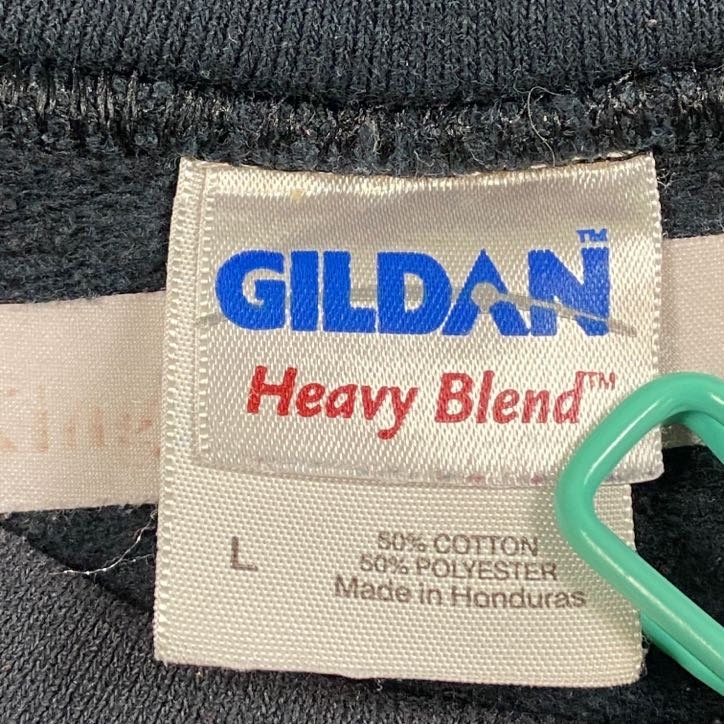 GILDAN™
Heavy Blend™
L
50% COTTON
50% POLYESTER
Made in Honduras